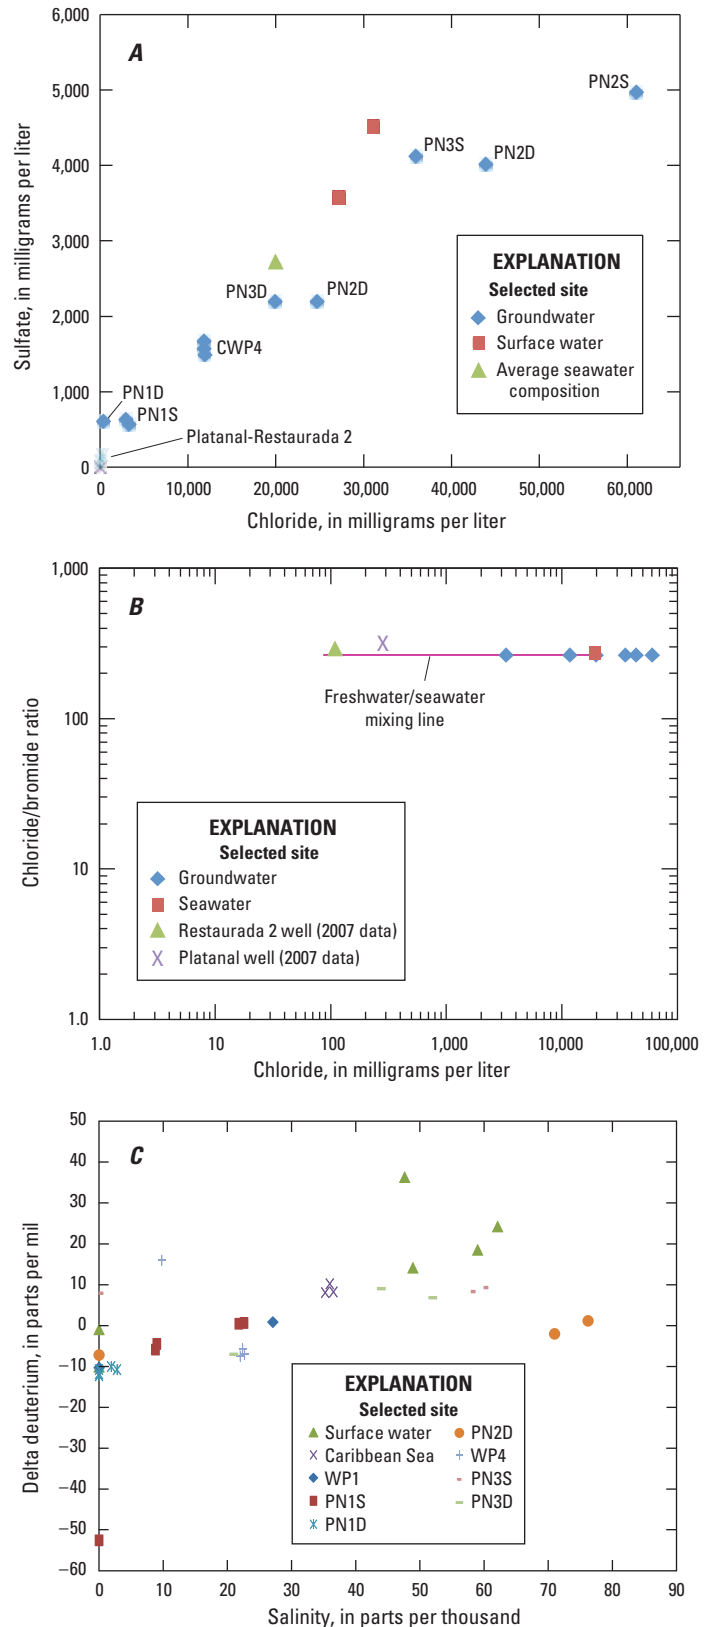 A
6,000
5,000
4,000
3,000
2,000
1,000
0
Sulfate, in milligrams per liter
PN2S
PN3S
PN2D
PN3D
PN2D
CWP4
PN1D
PN1S
Platanal-Restaurada 2
EXPLANATION
Selected site
Groundwater
Surface water
Average seawater
composition
0 10,000 20,000 30,000 40,000 50,000 60,000
Chloride, in milligrams per liter
B
1,000
100
10
1.0
Chloride/bromide ratio
Freshwater/seawater
mixing line
EXPLANATION
Selected site
Groundwater
Seawater
Restaurada 2 well (2007 data)
Platanal well (2007 data)
1.0 10 100 1,000 10,000 100,000
Chloride, in milligrams per liter
C
50
40
30
20
10
0
−10
−20
−30
−40
−50
−60
Delta deuterium, in parts per mil
EXPLANATION
Selected site
Surface water
Caribbean Sea
WP1
PN1S
PN1D
PN2D
WP4
PN3S
PN3D
0 10 20 30 40 50 60 70 80 90
Salinity, in parts per thousand